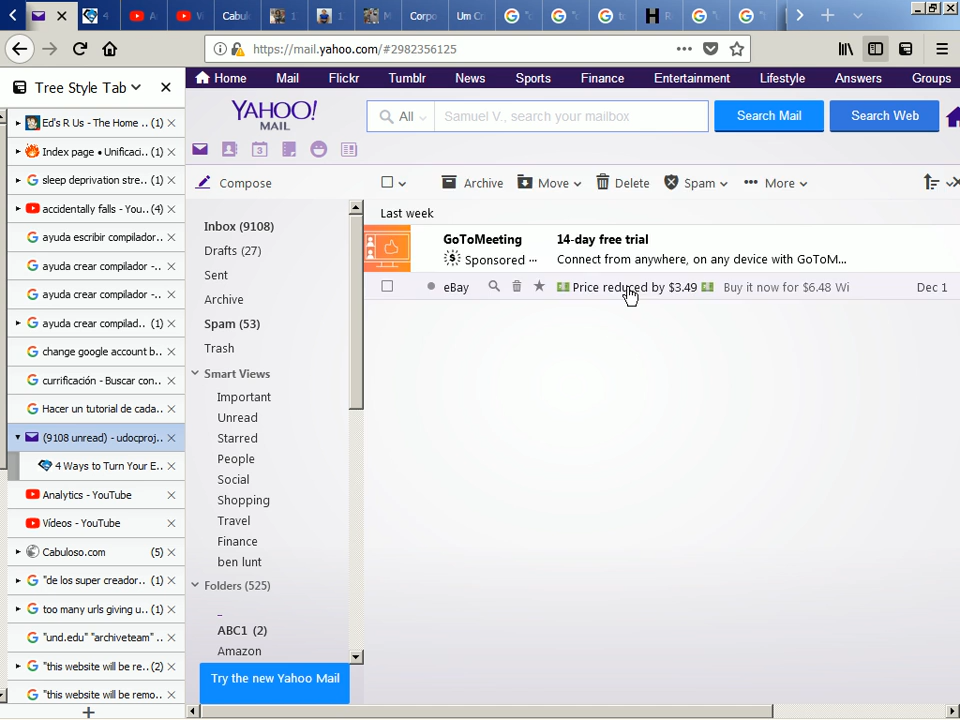 A
V
Cabul
1
1
M
Corpo
Um Cr
"
R
https://mail.yahoo.com/#2982356125
Tree Style Tab
Home Mail Flickr Tumblr News Sports Finance Entertainment Lifestyle Answers Groups
YAHOO!
MAIL
All
Samuel V., search your mailbox
Search Mail
Search Web
Compose
Archive Move Delete Spam More
Ed's R Us - The Home .. (1)
Index page • Unificaci.. (1)
sleep deprivation stre.. (1)
accidentally falls - You.. (4)
ayuda escribir compilador..
ayuda crear compilador -..
ayuda crear compilador -..
ayuda crear compilad.. (1)
change google account b..
currificación - Buscar con..
Hacer un tutorial de cada..
(9108 unread) - udocproj..
4 Ways to Turn Your E..
Analytics - YouTube
Vídeos - YouTube
Cabuloso.com (5)
"de los super creador.. (1)
too many urls giving u.. (1)
"und.edu" "archiveteam" ..
"this website will be re.. (2)
"this website will be remo..
Inbox (9108)
Drafts (27)
Sent
Archive
Spam (53)
Trash
Smart Views
Important
Unread
Starred
People
Social
Shopping
Travel
Finance
ben lunt
Folders (525)
_
ABC1 (2)
Amazon
Try the new Yahoo Mail
Last week
GoToMeeting 14-day free trial
Sponsored Connect from anywhere, on any device with GoToM...
eBay Price reduced by $3.49 Buy it now for $6.48 Wi Dec 1